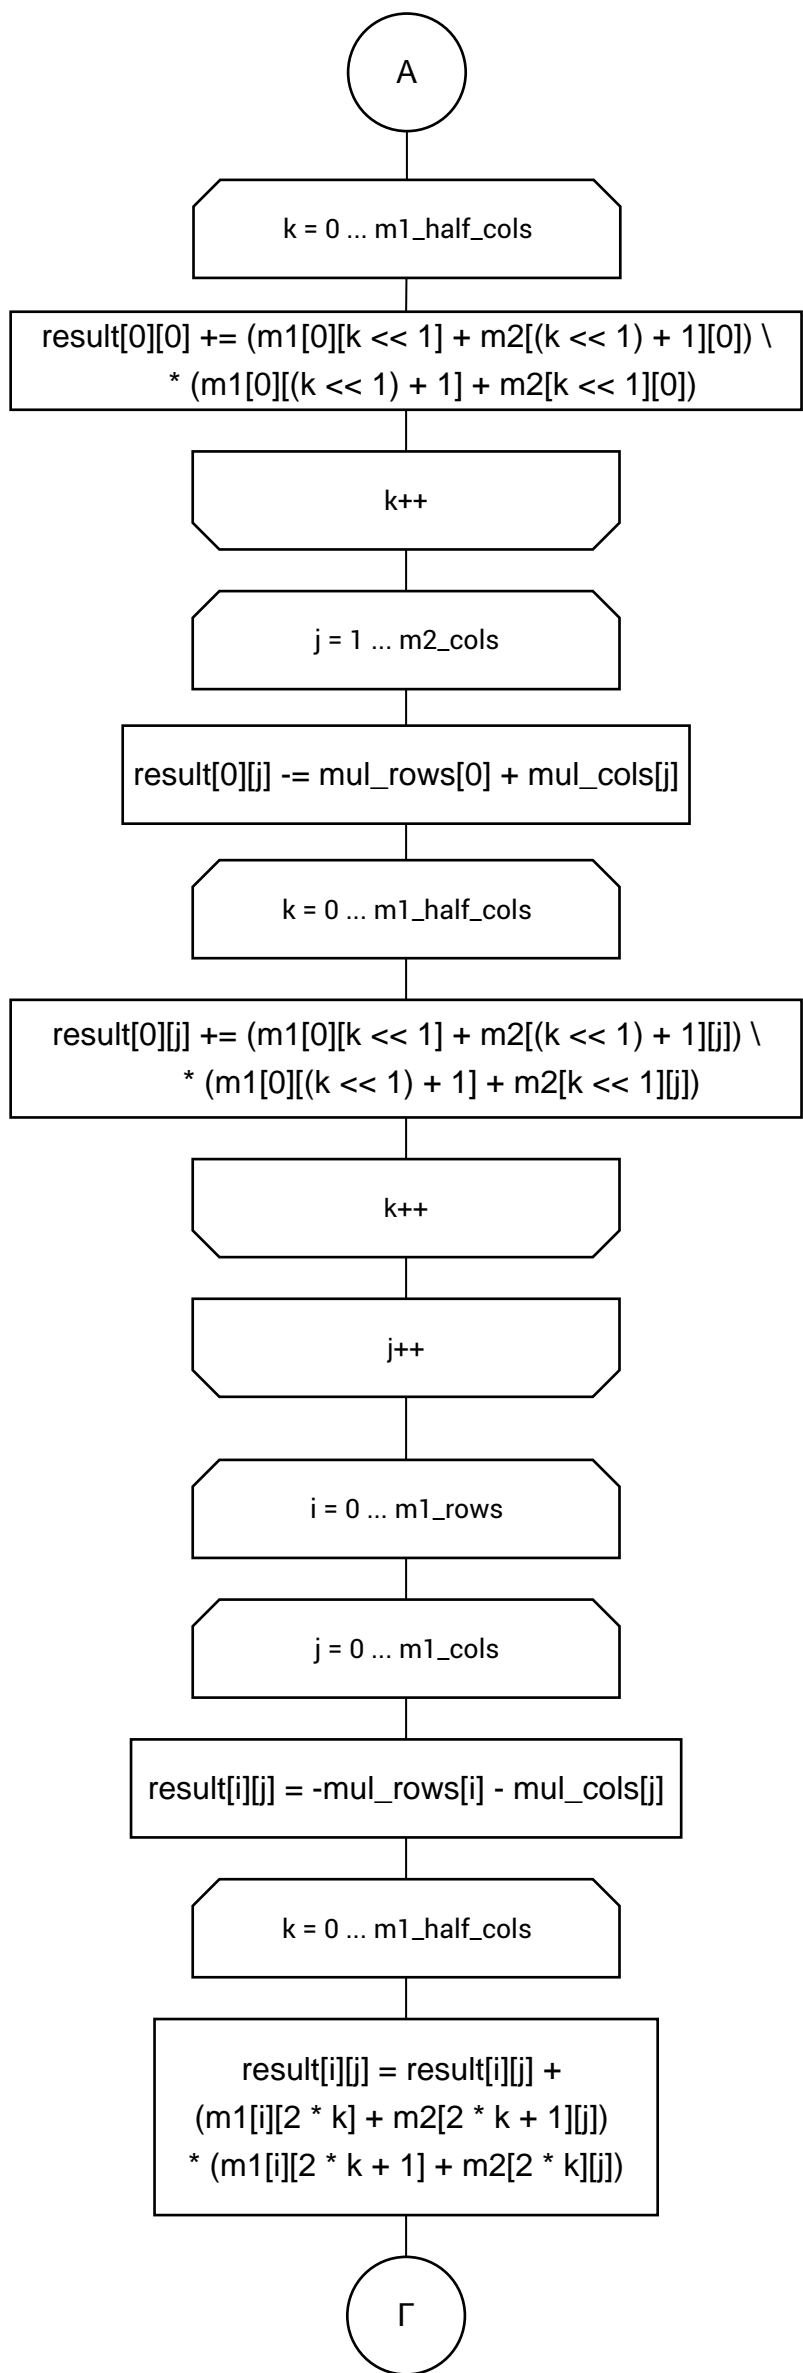 А
k = 0 ... m1_half_cols
result[0][0] += (m1[0][k << 1] + m2[(k << 1) + 1][0]) \
* (m1[0][(k << 1) + 1] + m2[k << 1][0])
k++
j = 1 ... m2_cols
result[0][j] -= mul_rows[0] + mul_cols[j]
k = 0 ... m1_half_cols
result[0][j] += (m1[0][k << 1] + m2[(k << 1) + 1][j]) \
* (m1[0][(k << 1) + 1] + m2[k << 1][j])
k++
j++
i = 0 ... m1_rows
j = 0 ... m1_cols
result[i][j] = -mul_rows[i] - mul_cols[j]
k = 0 ... m1_half_cols
result[i][j] = result[i][j] +
(m1[i][2 * k] + m2[2 * k + 1][j])
* (m1[i][2 * k + 1] + m2[2 * k][j])
Г